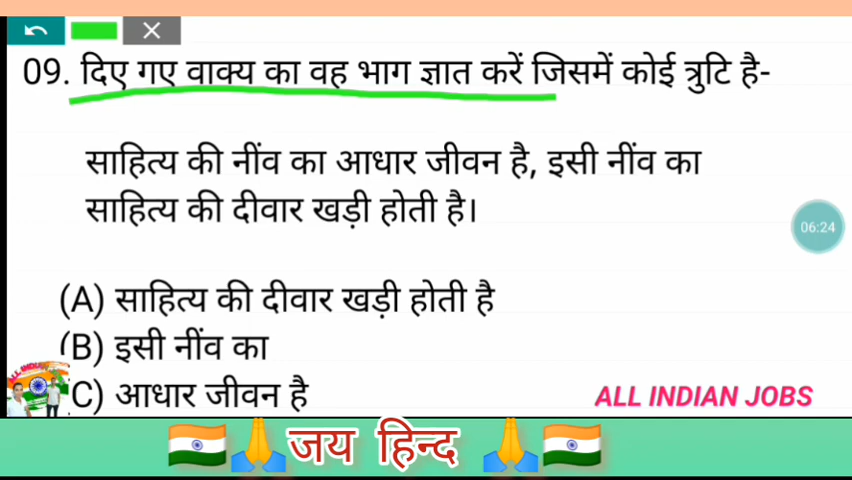 09. दिए गए वाक्य का वह भाग ज्ञात करें जिसमें कोई त्रुटि है-
साहित्य की नींव का आधार जीवन है, इसी नींव का
साहित्य की दीवार खड़ी होती है।
06:24
(A) साहित्य की दीवार खड़ी होती है
(B) इसी नींव का
(C) आधार जीवन है
ALL INDIAN JOBS
जय हिन्द